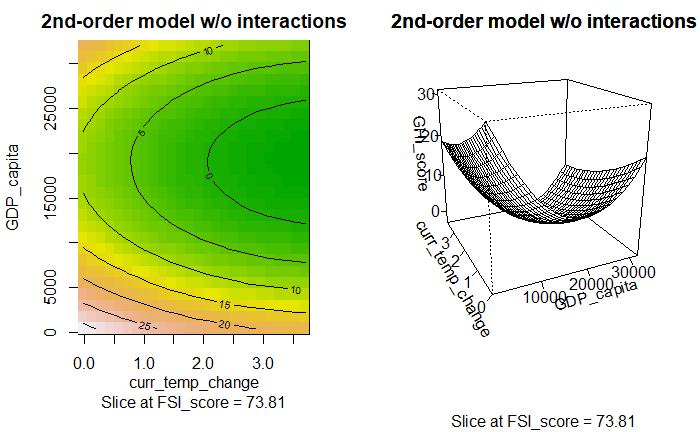 2nd-order model w/o interactions
GDP_capita
25000
15000
5000
0
10
5
0
10
15
20
25
0.0 1.0 2.0 3.0
curr_temp_change
Slice at FSI_score = 73.81
2nd-order model w/o interactions
GHI_score
30
20
10
0
curr_temp_change
3
2
1
0
10000
20000
30000
GDP_capita
Slice at FSI_score = 73.81